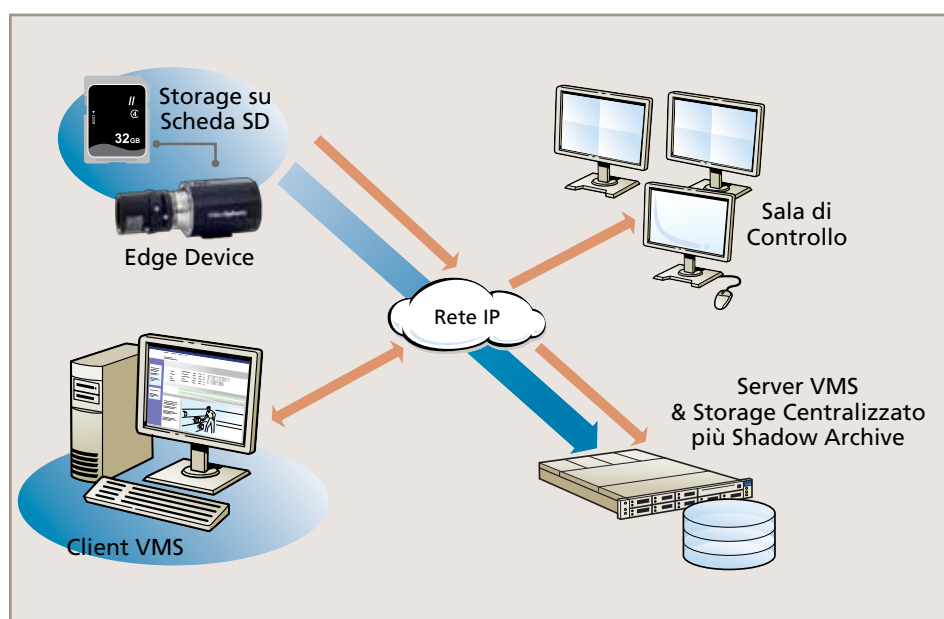 Storage su
Scheda SD
LOCK
32GB
Edge Device
Sala di
Controllo
Rete IP
Server VMS
& Storage Centralizzato
più Shadow Archive
Client VMS